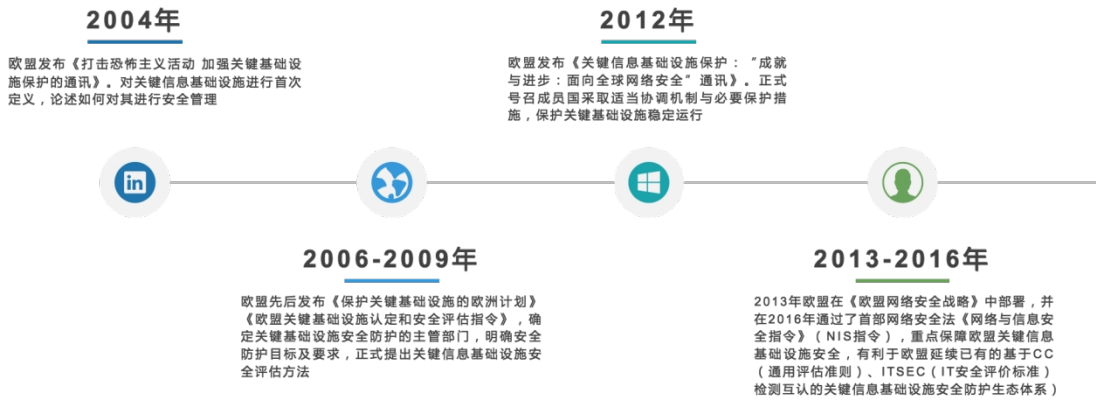 2004年
欧盟发布《打击恐怖主义活动 加强关键基础设
施保护的通讯》。对关键信息基础设施进行首次
定义，论述如何对其进行安全管理
2006-2009年
欧盟先后发布《保护关键基础设施的欧洲计划》
《欧盟关键基础设施认定和安全评估指令》，确
定关键基础设施安全防护的主管部门，明确安全
防护目标及要求，正式提出关键信息基础设施安
全评估方法
2012年
欧盟发布《关键信息基础设施保护：“成就
与进步：面向全球网络安全”通讯》。正式
号召成员国采取适当协调机制与必要保护措
施，保护关键基础设施稳定运行
2013-2016年
2013年欧盟在《欧盟网络安全战略》中部署，并
在2016年通过了首部网络安全法《网络与信息安
全指令》（NIS指令），重点保障欧盟关键信息
基础设施安全，有利于欧盟延续已有的基于CC
（通用评估准则）、ITSEC（IT安全评价标准）
检测互认的关键信息基础设施安全防护生态体系）
in